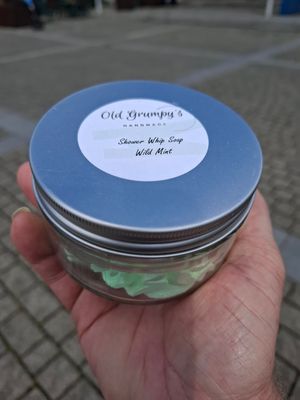 Old Grumpy's
HANDMADE
Shower Whip Soap
Wild Mint